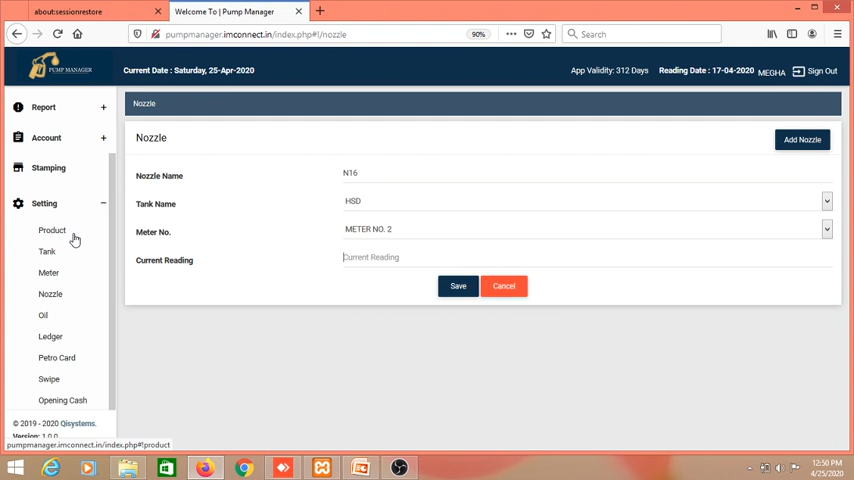 about:sessionrestore
Welcome To | Pump Manager
pumpmanager.imconnect.in/index.php#!/nozzle
90%
Search
PUMP MANAGER
Current Date : Saturday, 25-Apr-2020
App Validity: 312 Days
Reading Date : 17-04-2020
MEGHA
Sign Out
Report
Account
Stamping
Setting
Product
Tank
Meter
Nozzle
Oil
Ledger
Petro Card
Swipe
Opening Cash
© 2019 - 2020 Qisystems.
Version: 1.0.0
pumpmanager.imconnect.in/index.php#!product
Nozzle
Nozzle
Add Nozzle
Nozzle Name
N16
Tank Name
HSD
Meter No.
METER NO. 2
Current Reading
Current Reading
Save
Cancel
12:50 PM
4/25/2020